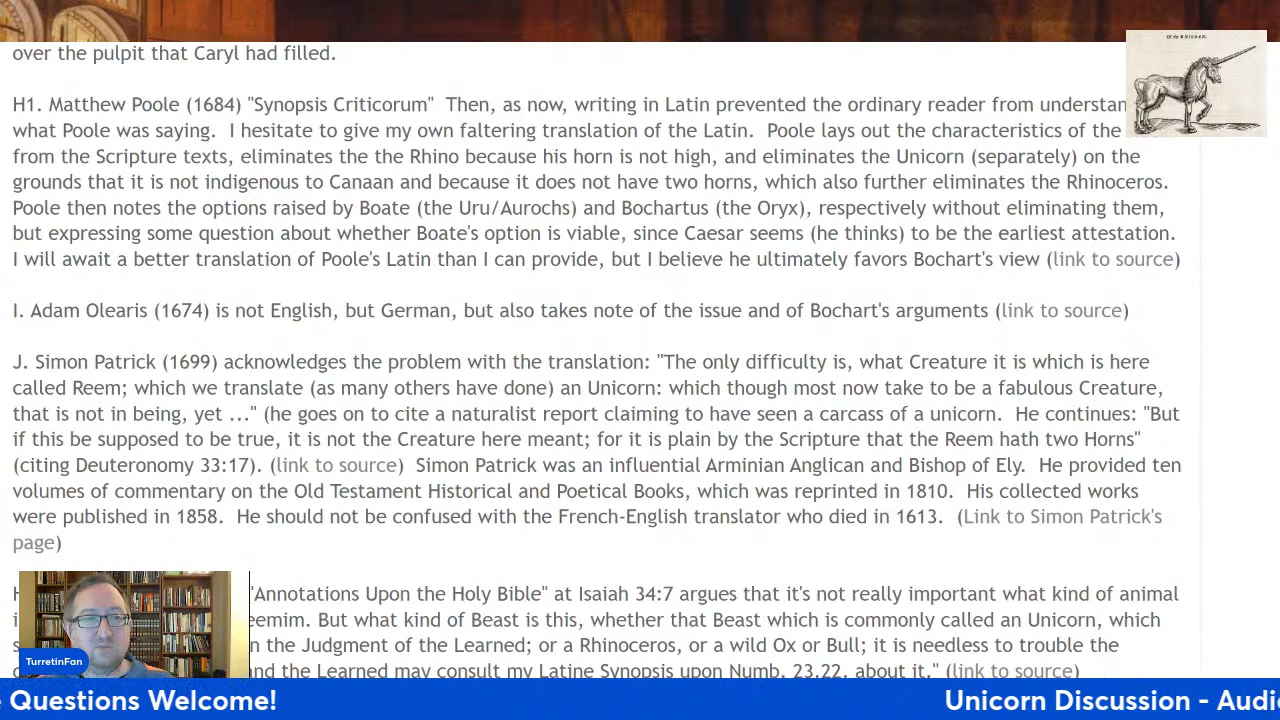 over the pulpit that Caryl had filled.
Of the UNICORN.
H1. Matthew Poole (1684) "Synopsis Criticorum"  Then, as now, writing in Latin prevented the ordinary reader from understan
what Poole was saying.  I hesitate to give my own faltering translation of the Latin.  Poole lays out the characteristics of the
from the Scripture texts, eliminates the the Rhino because his horn is not high, and eliminates the Unicorn (separately) on the
grounds that it is not indigenous to Canaan and because it does not have two horns, which also further eliminates the Rhinoceros.
Poole then notes the options raised by Boate (the Uru/Aurochs) and Bochartus (the Oryx), respectively without eliminating them,
but expressing some question about whether Boate's option is viable, since Caesar seems (he thinks) to be the earliest attestation.
I will await a better translation of Poole's Latin than I can provide, but I believe he ultimately favors Bochart's view (link to source)
I. Adam Olearis (1674) is not English, but German, but also takes note of the issue and of Bochart's arguments (link to source)
J. Simon Patrick (1699) acknowledges the problem with the translation: "The only difficulty is, what Creature it is which is here
called Reem; which we translate (as many others have done) an Unicorn: which though most now take to be a fabulous Creature,
that is not in being, yet ..." (he goes on to cite a naturalist report claiming to have seen a carcass of a unicorn.  He continues: "But
if this be supposed to be true, it is not the Creature here meant; for it is plain by the Scripture that the Reem hath two Horns"
(citing Deuteronomy 33:17). (link to source)  Simon Patrick was an influential Arminian Anglican and Bishop of Ely.  He provided ten
volumes of commentary on the Old Testament Historical and Poetical Books, which was reprinted in 1810.  His collected works
were published in 1858.  He should not be confused with the French-English translator who died in 1613.  (Link to Simon Patrick's
page)
"Annotations Upon the Holy Bible" at Isaiah 34:7 argues that it's not really important what kind of animal
eemim. But what kind of Beast is this, whether that Beast which is commonly called an Unicorn, which
n the Judgment of the Learned; or a Rhinoceros, or a wild Ox or Bull; it is needless to trouble the
and the Learned may consult my Latine Synopsis upon Numb. 23.22. about it." (link to source)
TurretinFan
e Questions Welcome!
Unicorn Discussion - Audi